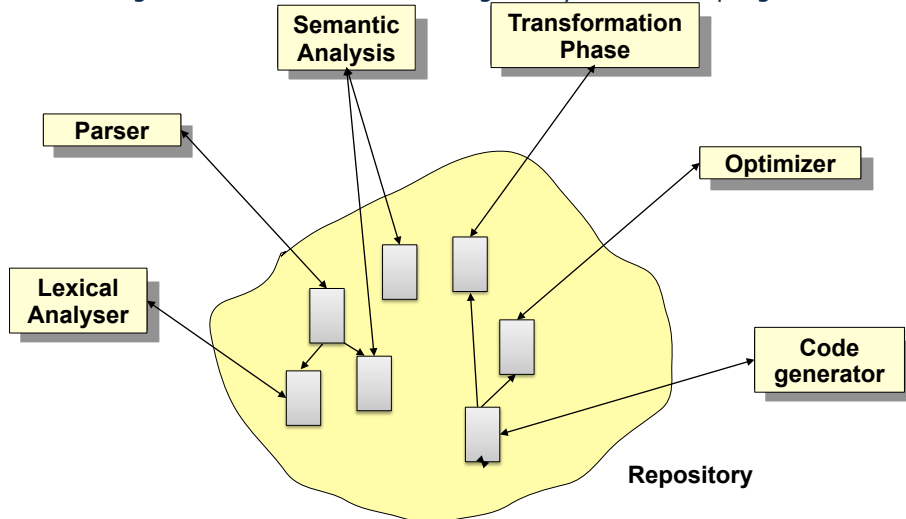 Semantic
Analysis
Transformation
Phase
Parser
Optimizer
Lexical
Analyser
Code
generator
Repository